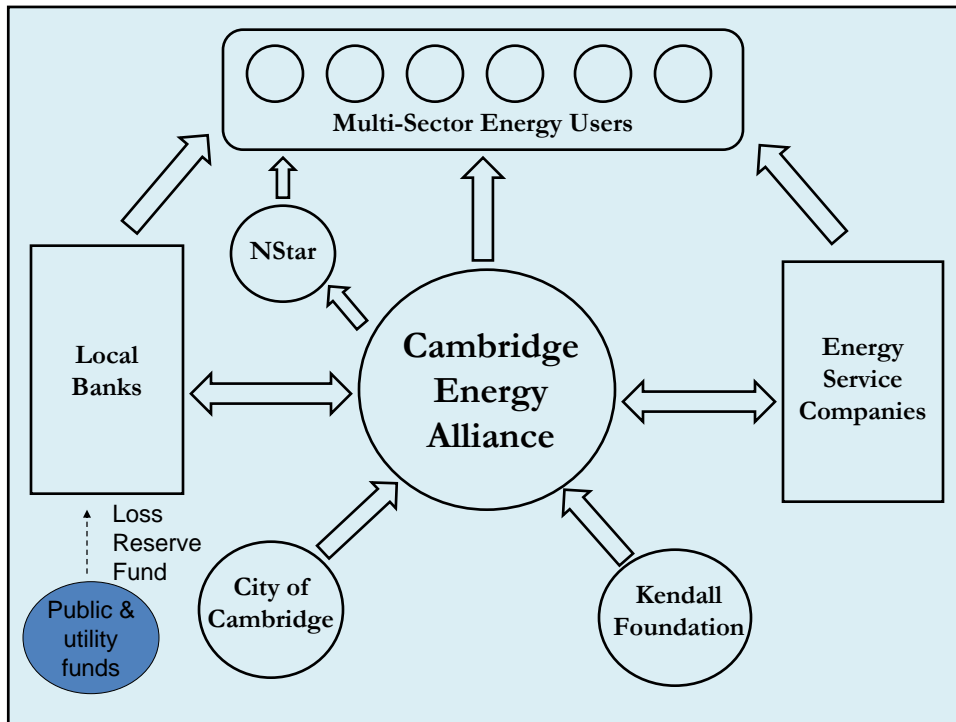 Multi-Sector Energy Users
NStar
Local
Banks
Cambridge
Energy
Alliance
Energy
Service
Companies
Loss
Reserve
Fund
Public &
utility
funds
City of
Cambridge
Kendall
Foundation